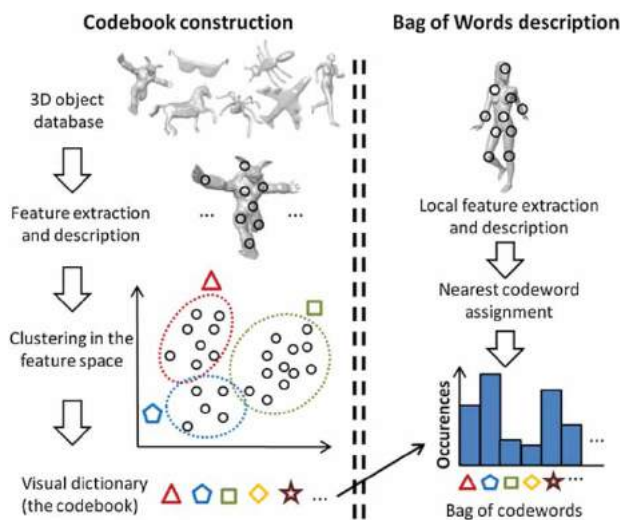 Codebook construction
3D object
database
...
...
Feature extraction
and description
Clustering in the
feature space
Visual dictionary
(the codebook)
...
Bag of Words description
Local feature extraction
and description
Nearest codeword
assignment
Occurences
...
...
Bag of codewords